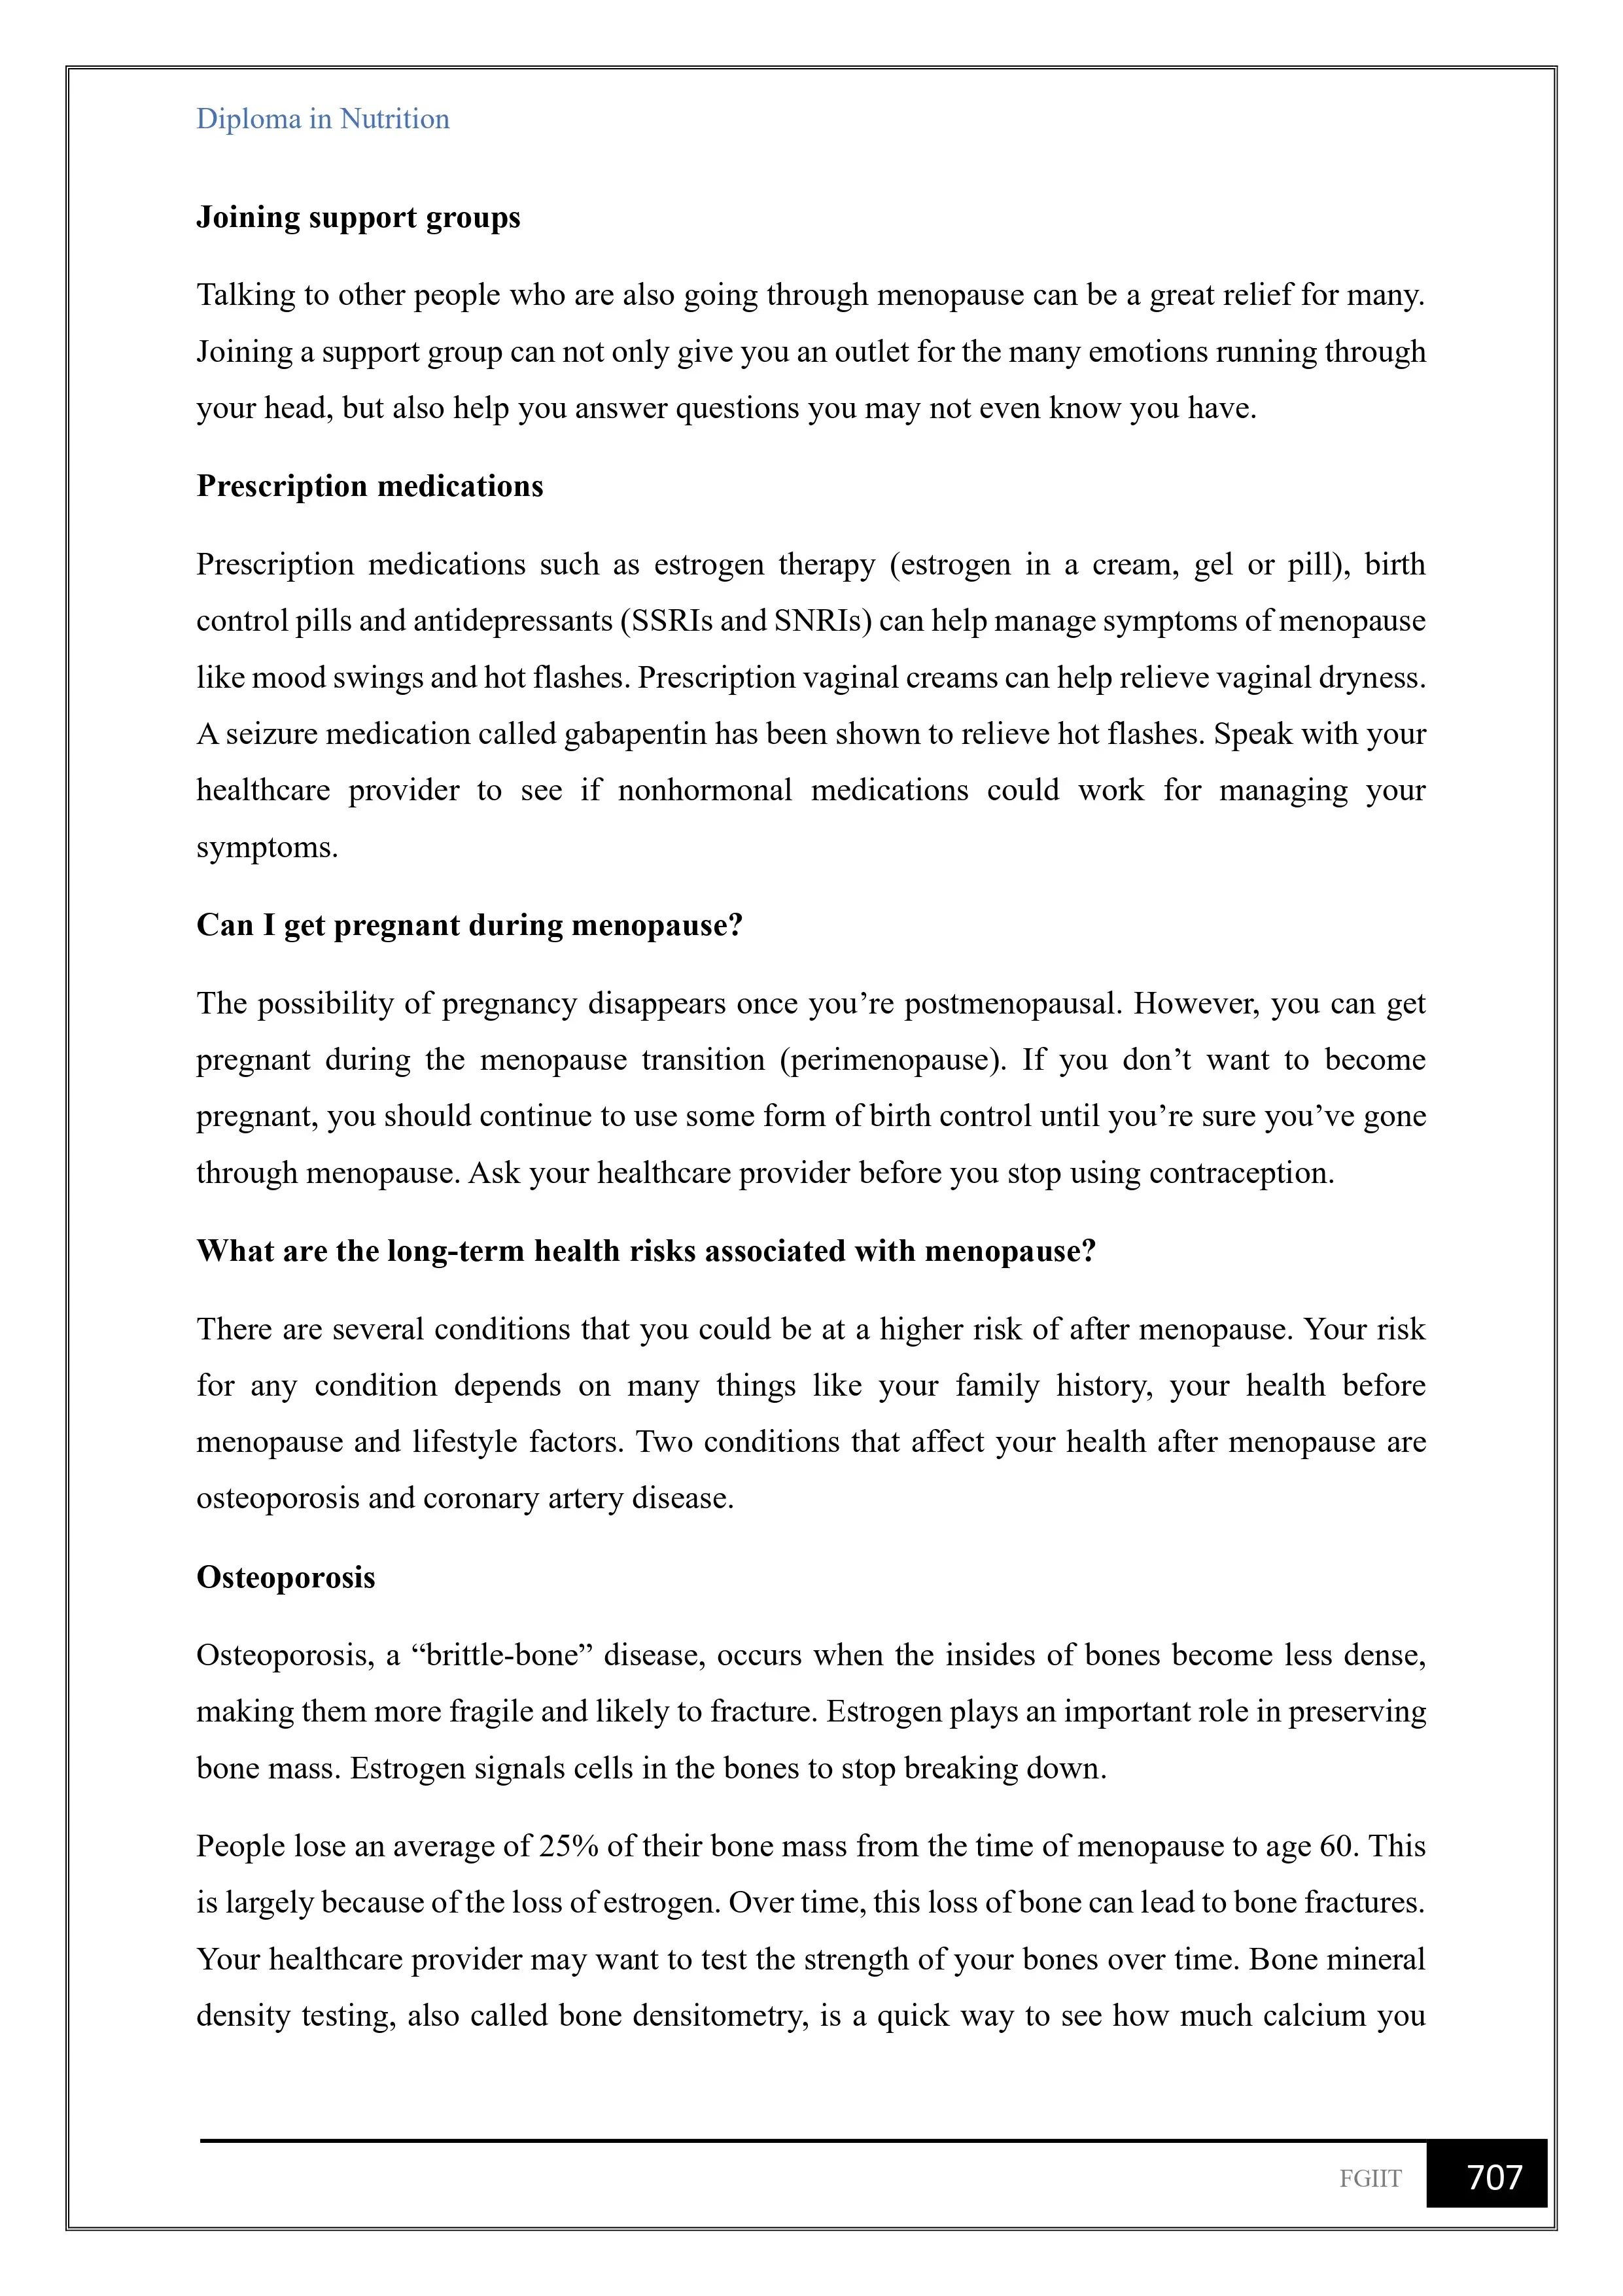 Diploma in Nutrition
Joining support groups
Talking to other people who are also going through menopause can be a great relief for many.
Joining a support group can not only give you an outlet for the many emotions running through
your head, but also help you answer questions you may not even know you have.
Prescription medications
Prescription medications such as estrogen therapy (estrogen in a cream, gel or pill), birth
control pills and antidepressants (SSRIs and SNRIs) can help manage symptoms of menopause
like mood swings and hot flashes. Prescription vaginal creams can help relieve vaginal dryness.
A seizure medication called gabapentin has been shown to relieve hot flashes. Speak with your
healthcare provider to see if nonhormonal medications could work for managing your
symptoms.
Can I get pregnant during menopause?
The possibility of pregnancy disappears once you’re postmenopausal. However, you can get
pregnant during the menopause transition (perimenopause). If you don’t want to become
pregnant, you should continue to use some form of birth control until you’re sure you’ve gone
through menopause. Ask your healthcare provider before you stop using contraception.
What are the long-term health risks associated with menopause?
There are several conditions that you could be at a higher risk of after menopause. Your risk
for any condition depends on many things like your family history, your health before
menopause and lifestyle factors. Two conditions that affect your health after menopause are
osteoporosis and coronary artery disease.
Osteoporosis
Osteoporosis, a “brittle-bone” disease, occurs when the insides of bones become less dense,
making them more fragile and likely to fracture. Estrogen plays an important role in preserving
bone mass. Estrogen signals cells in the bones to stop breaking down.
People lose an average of 25% of their bone mass from the time of menopause to age 60. This
is largely because of the loss of estrogen. Over time, this loss of bone can lead to bone fractures.
Your healthcare provider may want to test the strength of your bones over time. Bone mineral
density testing, also called bone densitometry, is a quick way to see how much calcium you
FGIIT 707